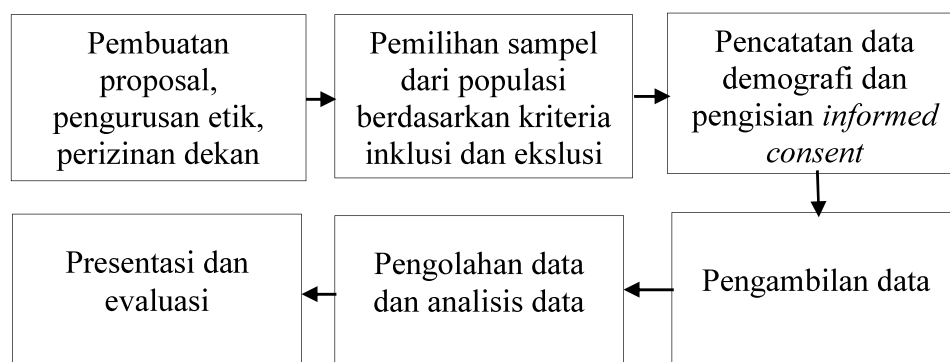 Pembuatan
proposal,
pengurusan etik,
perizinan dekan
Pemilihan sampel
dari populasi
berdasarkan kriteria
inklusi dan ekslusi
Pencatatan data
demografi dan
pengisian informed
consent
Pengambilan data
Pengolahan data
dan analisis data
Presentasi dan
evaluasi